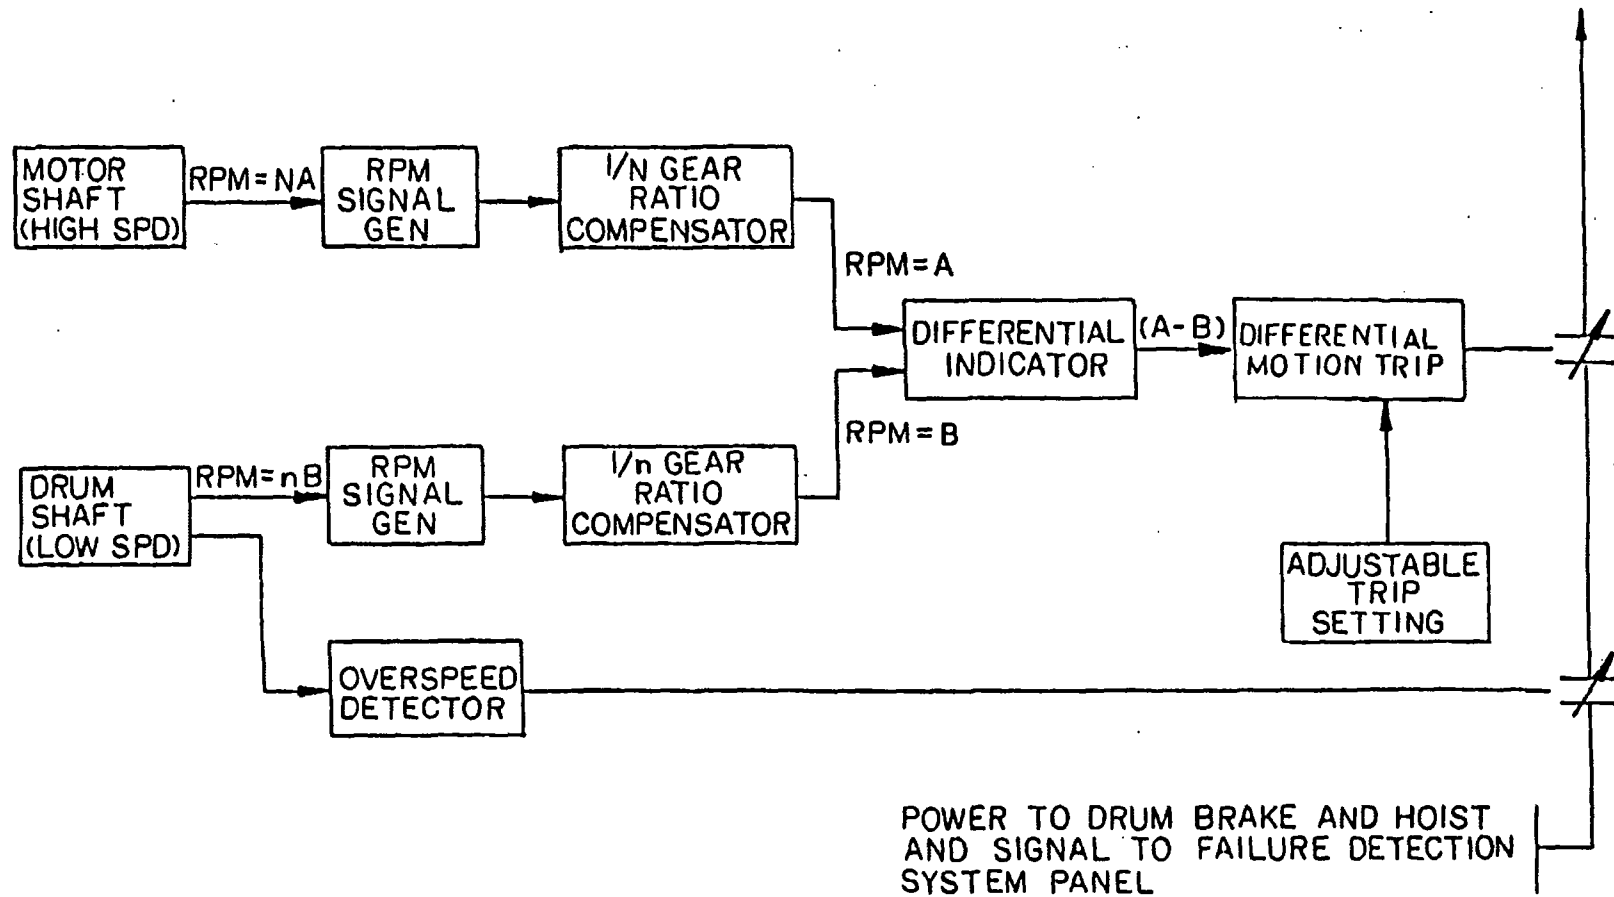 MOTOR
SHAFT
(HIGH SPD)
RPM=NA
RPM
SIGNAL
GEN
1/N GEAR
RATIO
COMPENSATOR
RPM=A
DIFFERENTIAL
INDICATOR
(A-B)
DIFFERENTIAL
MOTION TRIP
RPM=B
DRUM
SHAFT
(LOW SPD)
RPM=nB
RPM
SIGNAL
GEN
1/n GEAR
RATIO
COMPENSATOR
ADJUSTABLE
TRIP
SETTING
OVERSPEED
DETECTOR
POWER TO DRUM BRAKE AND HOIST
AND SIGNAL TO FAILURE DETECTION
SYSTEM PANEL